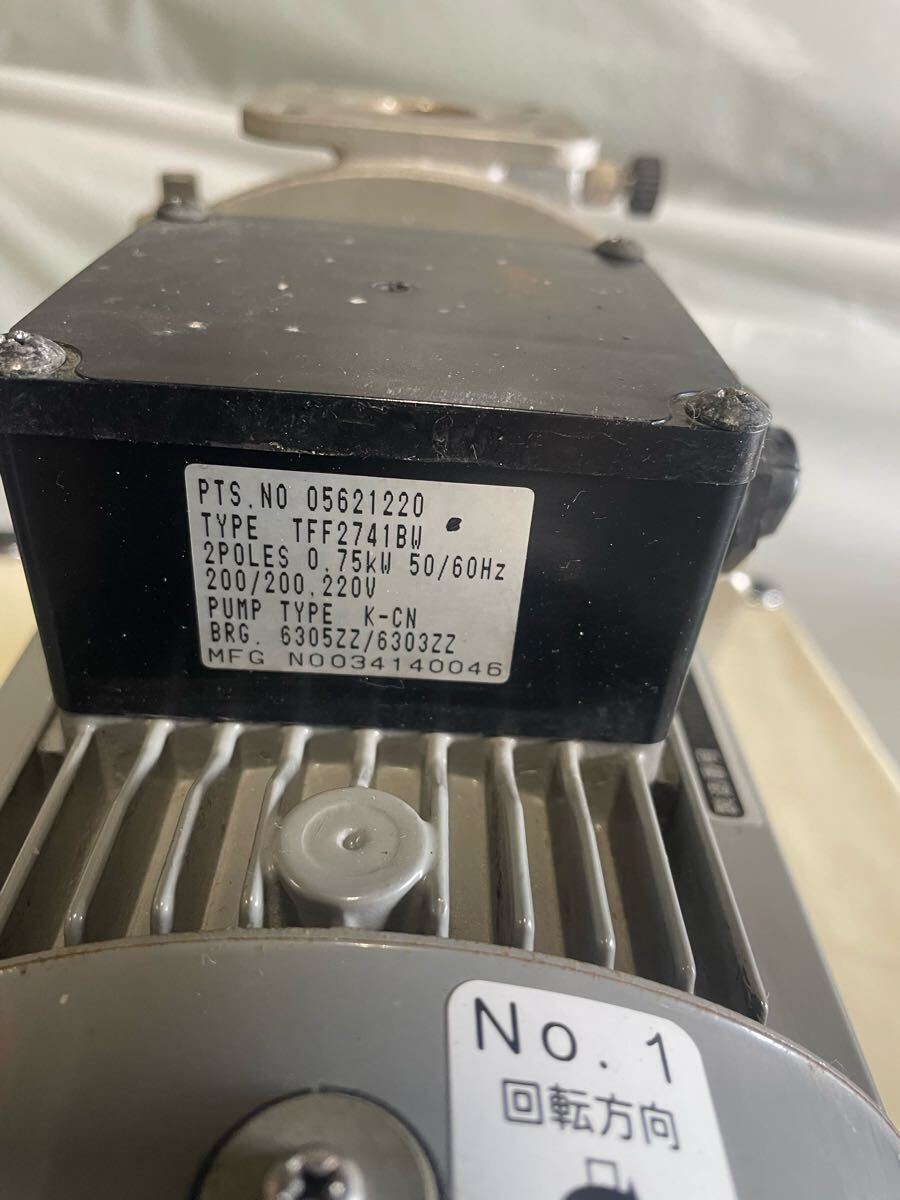 PTS.NO 05621220
TYPE TFF2741BW
2POLES 0.75kW 50/60Hz
200/200.220V
PUMP TYPE K-CN
BRG. 6305ZZ/6303ZZ
MFG NO034140046
No.1
回転方向